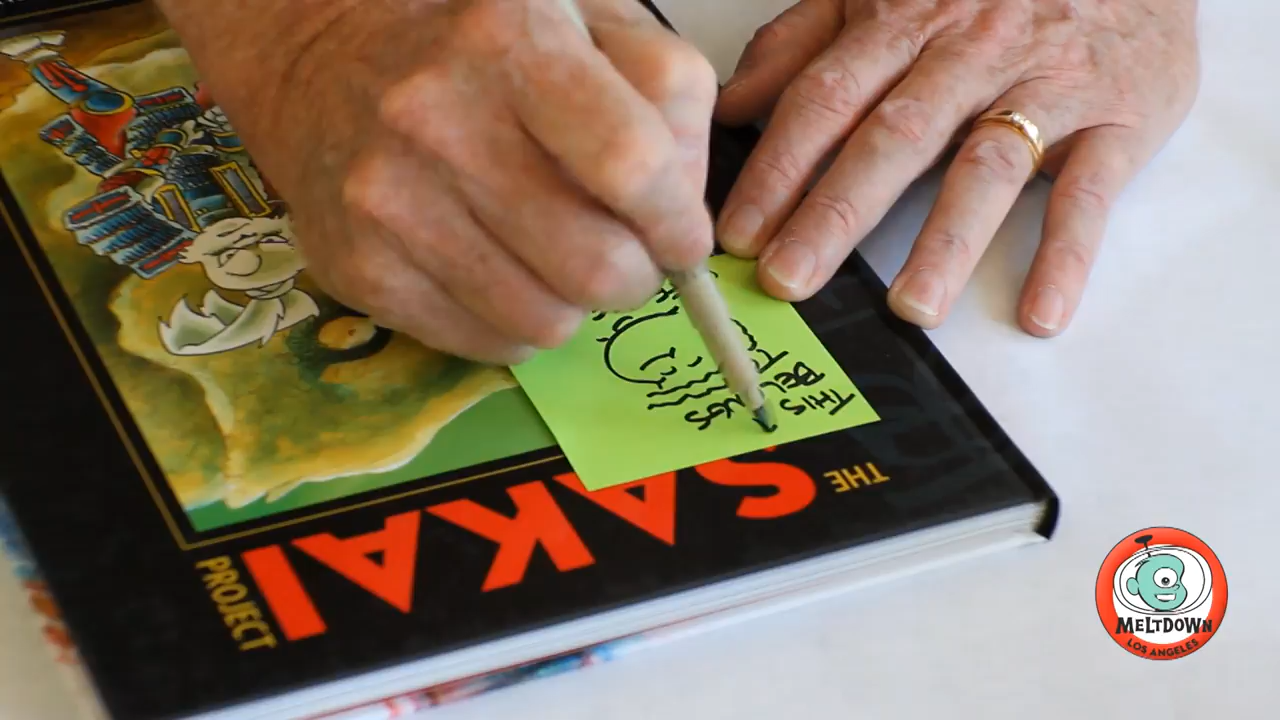 THE
SAKAI
PROJECT
THIS
BELONGS
MELTDOWN
LOS ANGELES